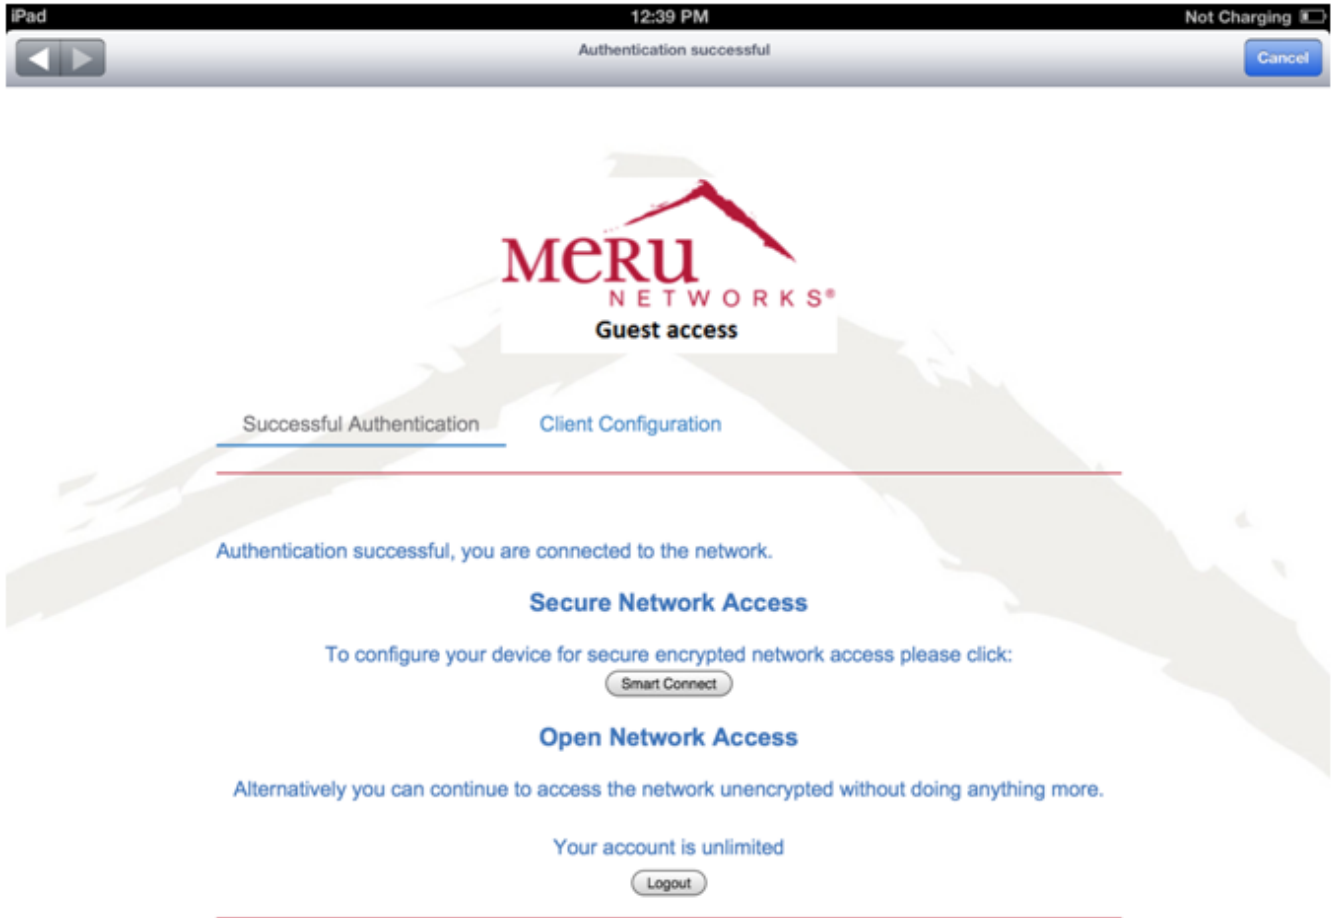 iPad 12:39 PM Not Charging
Authentication successful
Cancel
MeRU
NETWORKS®
Guest access
Successful Authentication Client Configuration
Authentication successful, you are connected to the network.
Secure Network Access
To configure your device for secure encrypted network access please click:
Smart Connect
Open Network Access
Alternatively you can continue to access the network unencrypted without doing anything more.
Your account is unlimited
Logout